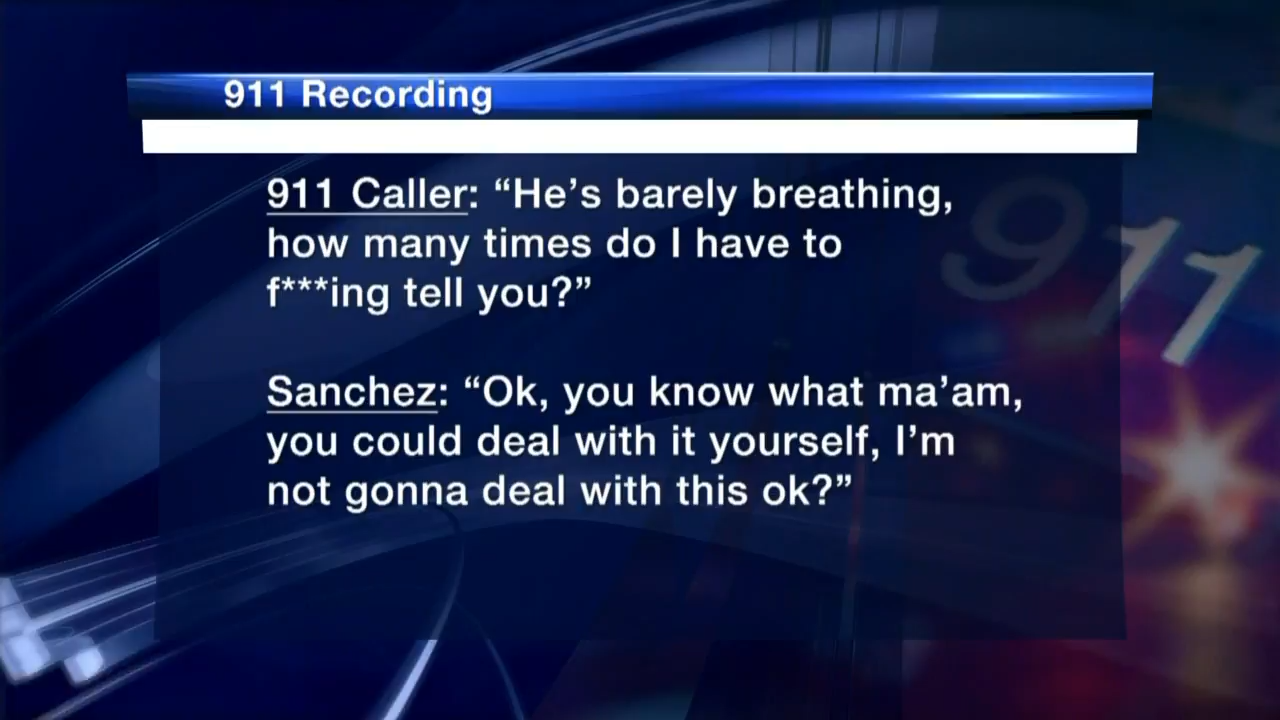 911 Recording
911 Caller: “He’s barely breathing,
how many times do I have to
f***ing tell you?”
Sanchez: “Ok, you know what ma’am,
you could deal with it yourself, I’m
not gonna deal with this ok?”
911